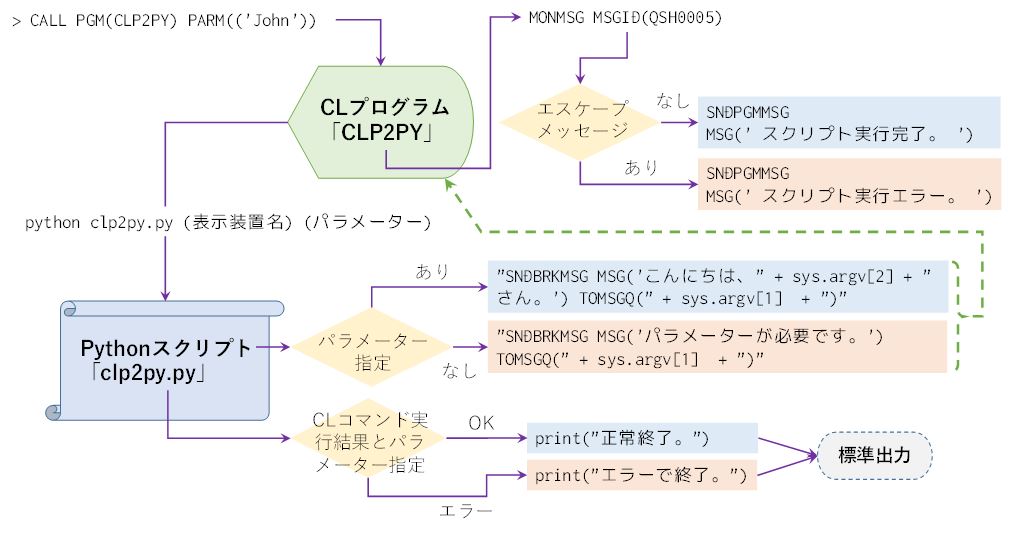 > CALL PGM(CLP2PY) PARM(('John'))
MONMSG MSGID(QSH0005)
CLプログラム
「CLP2PY」
エスケープ
メッセージ
なし
SNDPGMMSG
MSG(' スクリプト実行完了。 ')
あり
SNDPGMMSG
MSG(' スクリプト実行エラー。 ')
python clp2py.py (表示装置名) (パラメーター)
あり
"SNDBRKMSG MSG('こんにちは、" + sys.argv[2] + "
さん。') TOMSGQ(" + sys.argv[1] + ")"
Pythonスクリプト
「clp2py.py」
パラメーター
指定
なし
"SNDBRKMSG MSG('パラメーターが必要です。')
TOMSGQ(" + sys.argv[1] + ")"
CLコマンド実
行結果とパラ
メーター指定
OK
print("正常終了。")
エラー
print("エラーで終了。")
標準出力